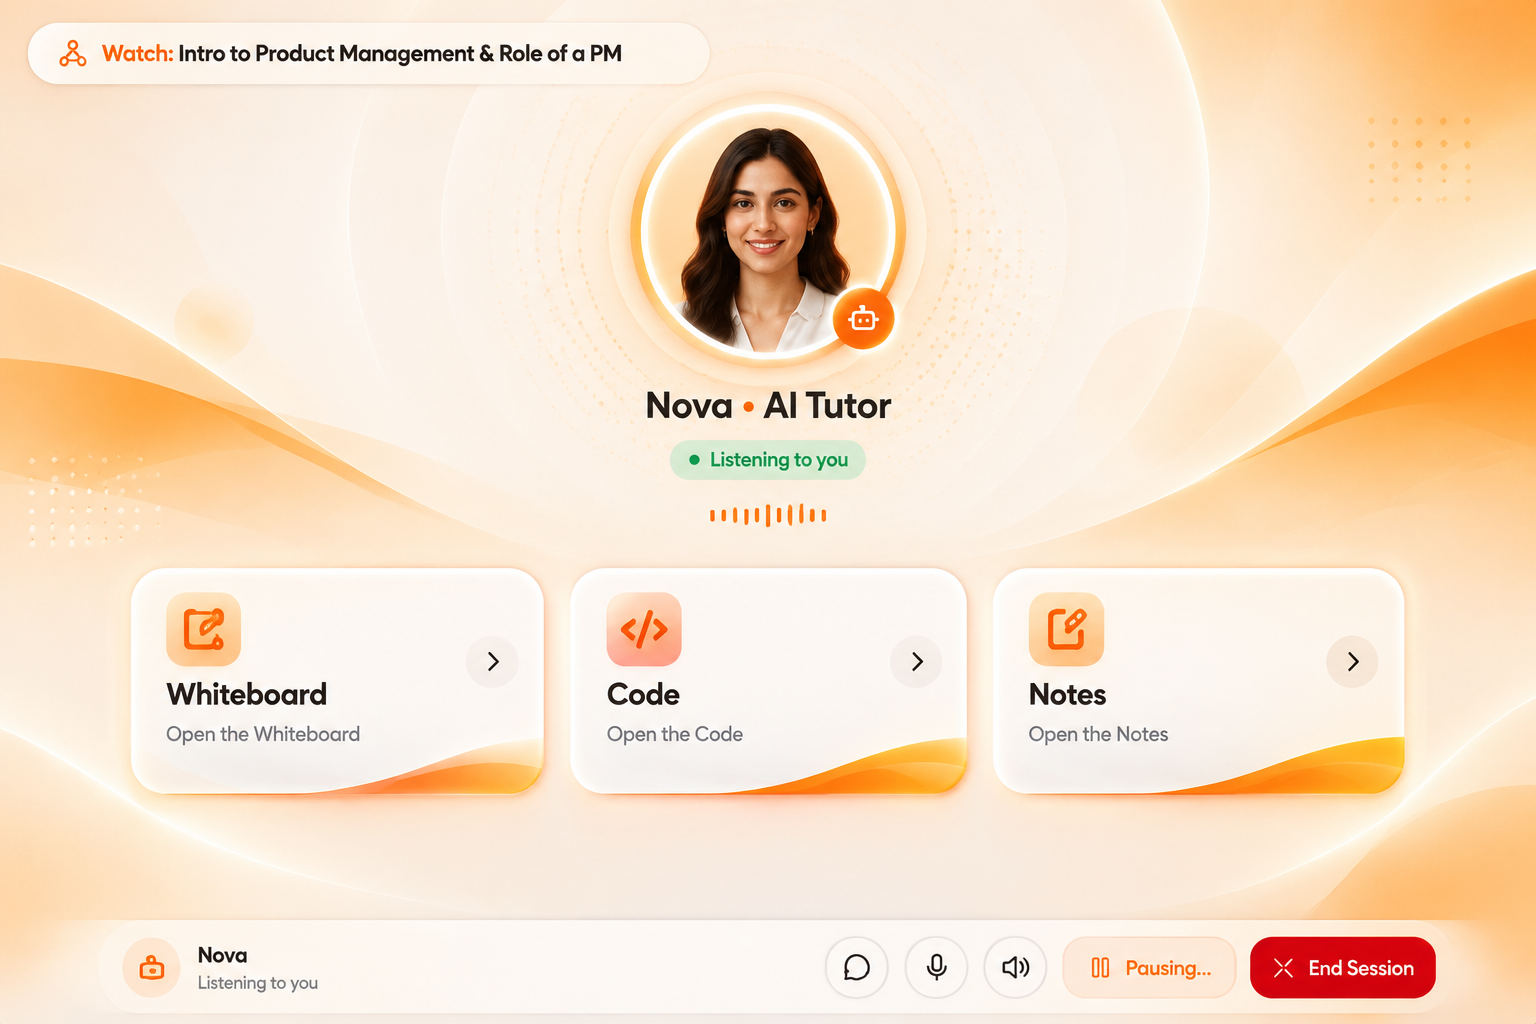 Watch: Intro to Product Management & Role of a PM
Nova • AI Tutor
Listening to you
Whiteboard
Open the Whiteboard
Code
Open the Code
Notes
Open the Notes
Nova
Listening to you
Pausing...
End Session